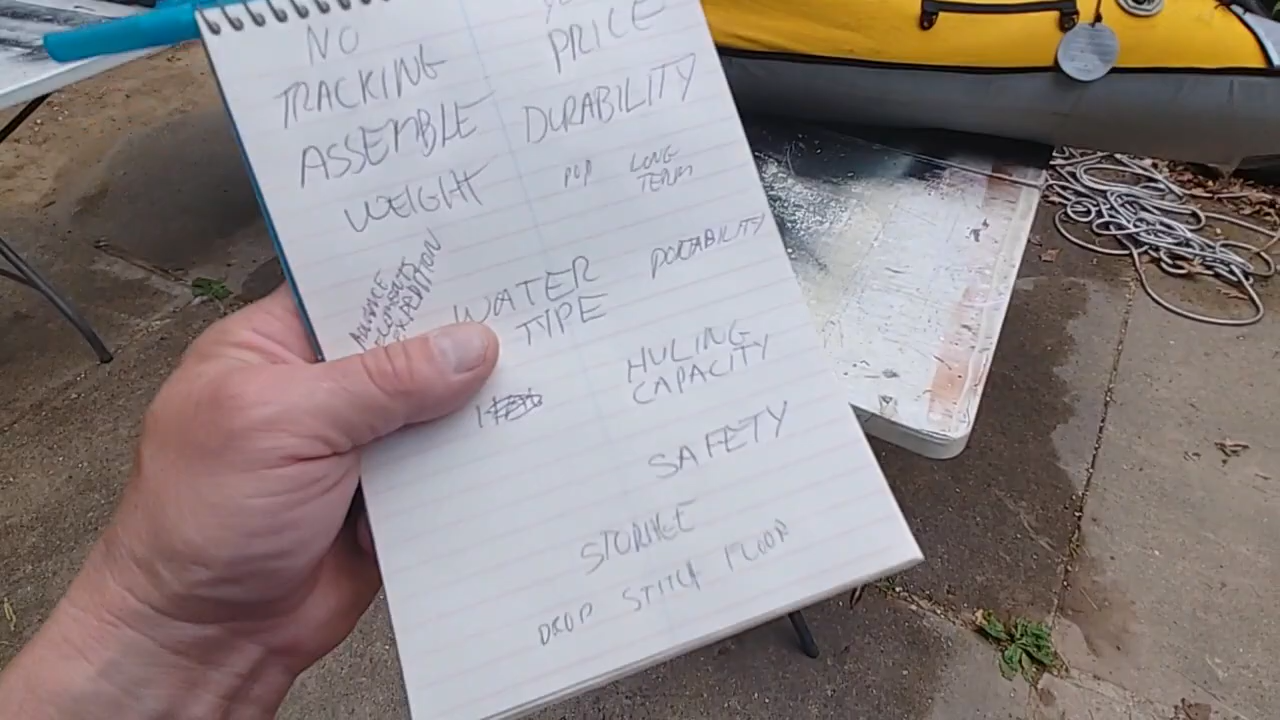 NO
TRACKING
ASSEMBLE
WEIGHT
PRICE
DURABILITY
POP LONG
TERM
PORTABILITY
WATER
TYPE
HULING
CAPACITY
SAFETY
STORAGE
DROP STITCH FLOOR